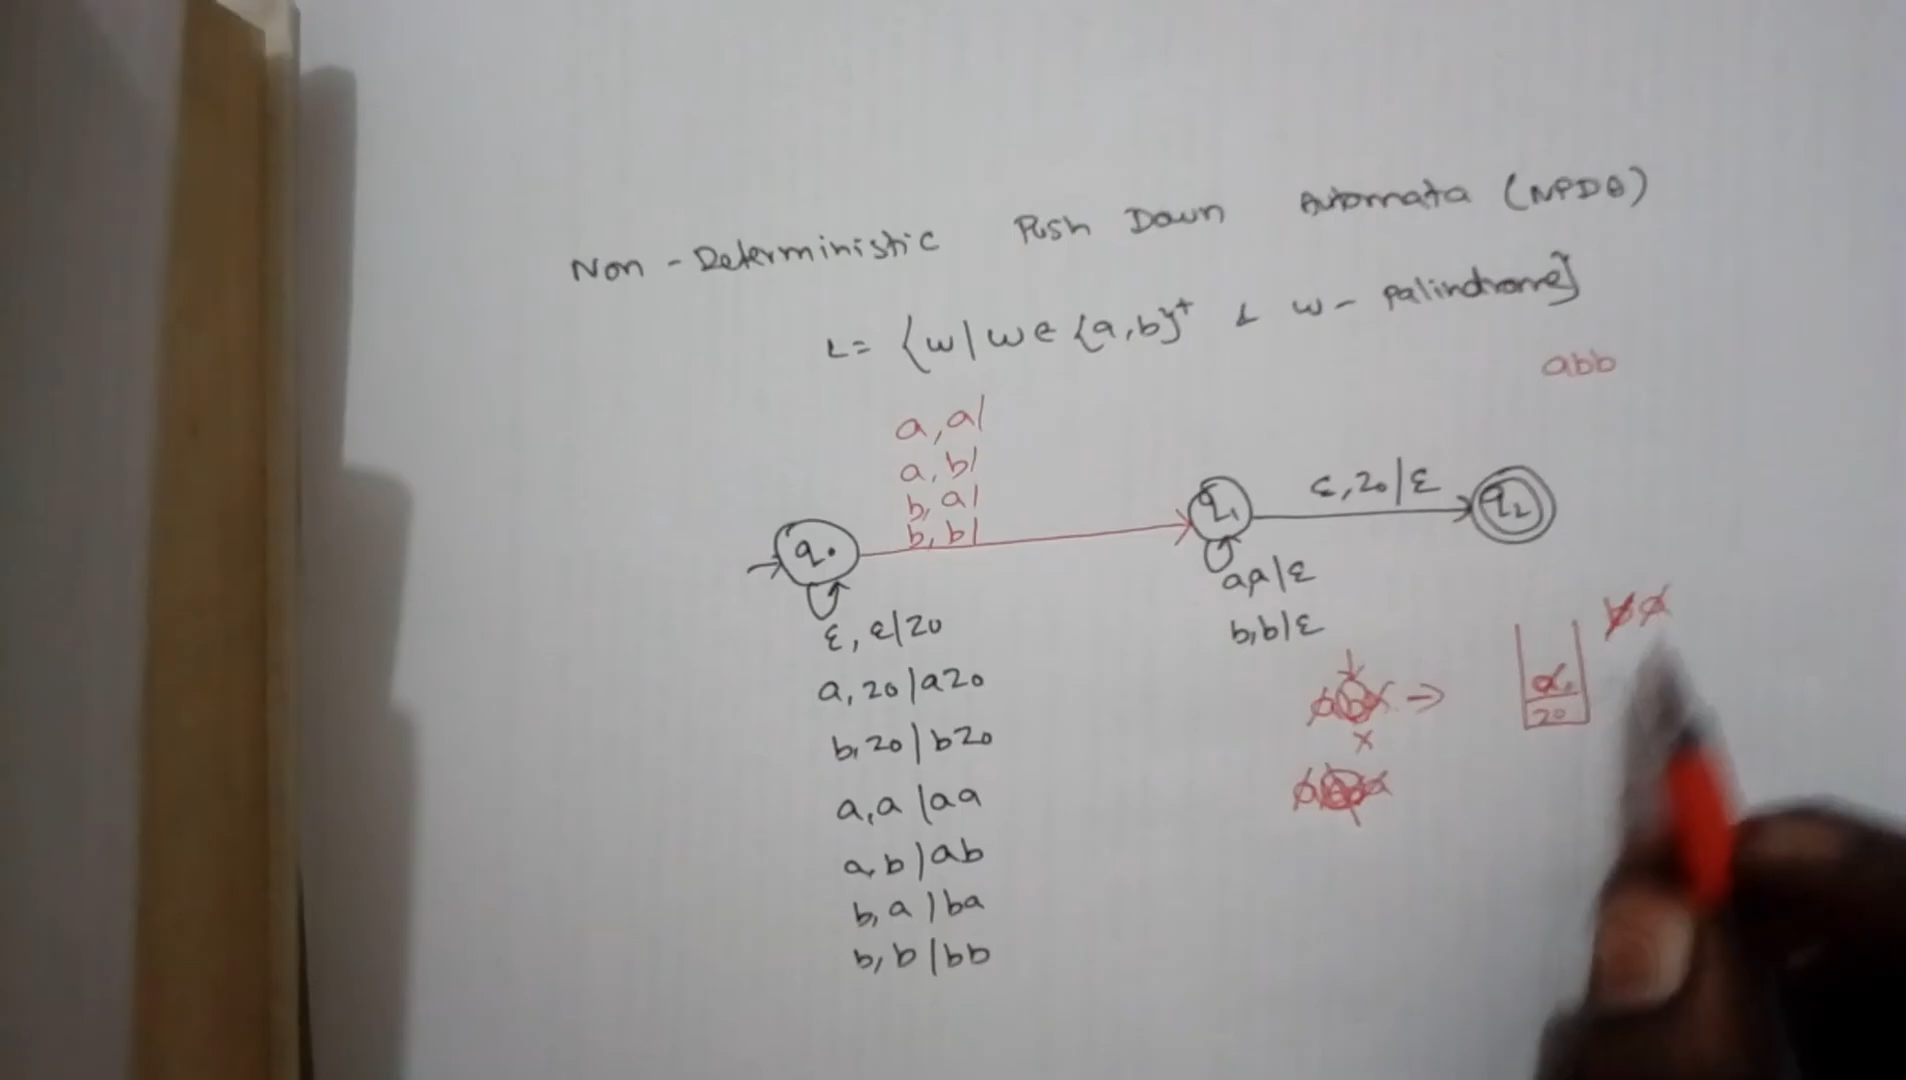 Non-Deterministic Push Down Automata (NPDA)
L = {w|w∈{a,b}⁺ & w - palindrome}
abb
a,a|
a,b|
b,a|
b,b|
q₀
q₁
ε,z0|ε
q₂
ε,ε|z0
a,z0|az0
b,z0|bz0
a,a|aa
a,b|ab
b,a|ba
b,b|bb
a,a|ε
b,b|ε
aba →
x
a
z0
b a